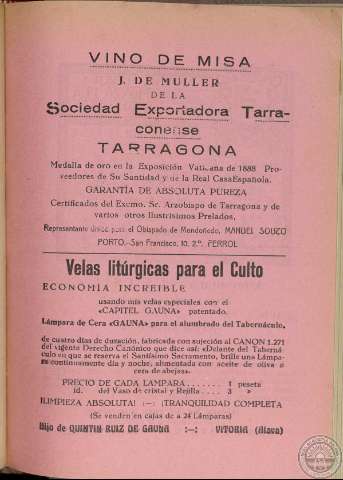 VINO DE MISA
J. DE MULLER
DE LA
Sociedad Exportadora Tarra-
conense
TARRAGONA
Medalla de oro en la Exposición Vaticana de 1888 Pro-
veedores de Su Santidad y de la Real CasaEspañola.
GARANTÍA DE ABSOLUTA PUREZA
Certificados del Excmo. Sr. Arzobispo de Tarragona y de
varios otros Ilustrísimos Prelados.
Representante único para el Obispado de Mondoñedo, MANUEL SOUZO
PORTO.-San Francisco, 10, 2.º, FERROL
Velas litúrgicas para el Culto
ECONOMIA INCREIBLE
usando mis velas especiales con el
«CAPITEL GAUNA» patentado.
Lámpara de Cera «GAUNA» para el alumbrado del Tabernáculo,
de cuatro días de duración, fabricada con sujeción al CANON 1.271
del vigente Derecho Canónico que dice así: «Delante del Taberná-
culo en que se reserva el Santísimo Sacramento, brille una Lámpa-
ra continuamente día y noche, alimentada con aceite de oliva o
cera de abejas».
PRECIO DE CADA LAMPARA....... 1 peseta
id. del Vaso de cristal y Rejilla.... 3 »
¡LIMPIEZA ABSOLUTA! :—: ¡TRANQUILIDAD COMPLETA
(Se venden en cajas de a 24 Lámparas)
Hijo de QUINTIN RUIZ DE GAUNA :—: VITORIA (Alava)